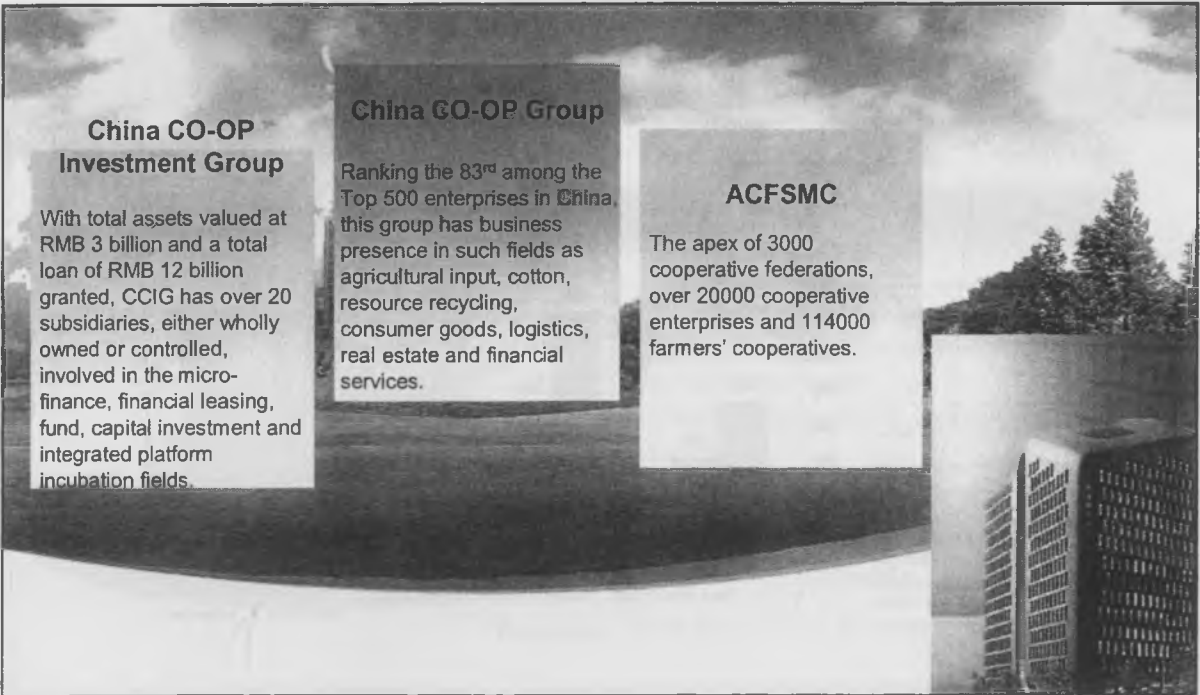 China CO-OP
Investment Group
With total assets valued at
RMB 3 billion and a total
loan of RMB 12 billion
granted, CCIG has over 20
subsidiaries, either wholly
owned or controlled,
involved in the micro-
finance, financial leasing,
fund, capital investment and
integrated platform
incubation fields.
China CO-OP Group
Ranking the 83rd among the
Top 500 enterprises in China,
this group has business
presence in such fields as
agricultural input, cotton,
resource recycling,
consumer goods, logistics,
real estate and financial
services.
ACFSMC
The apex of 3000
cooperative federations,
over 20000 cooperative
enterprises and 114000
farmers' cooperatives.